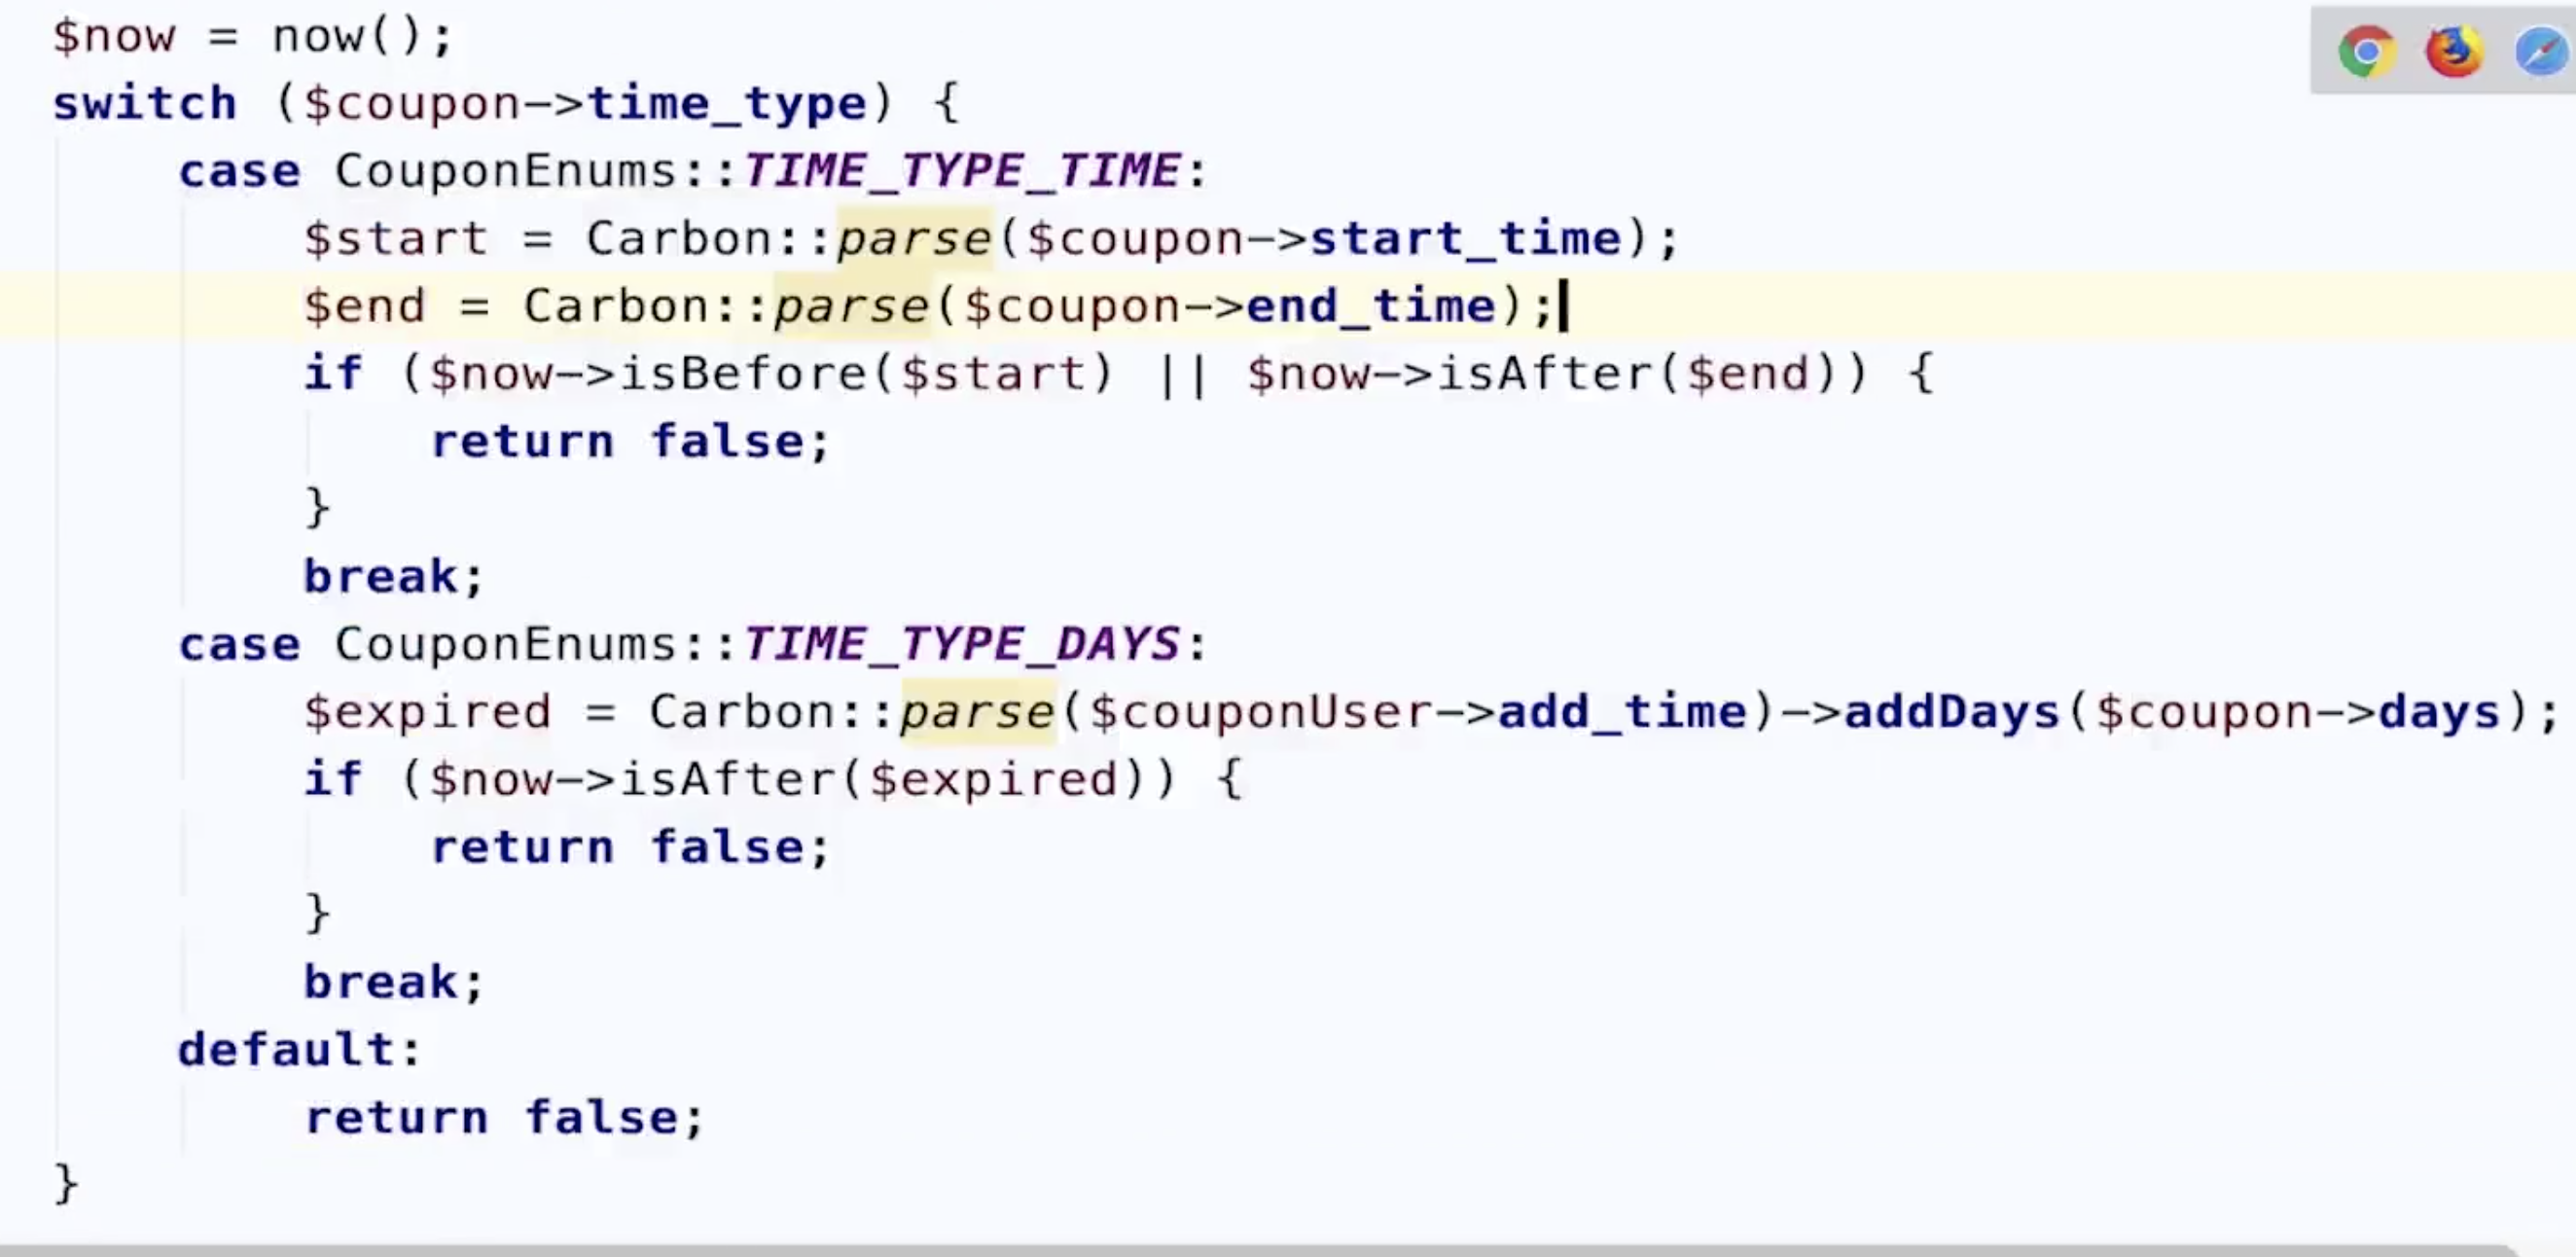 $now = now();
switch ($coupon->time_type) {
    case CouponEnums::TIME_TYPE_TIME:
        $start = Carbon::parse($coupon->start_time);
        $end = Carbon::parse($coupon->end_time);
        if ($now->isBefore($start) || $now->isAfter($end)) {
            return false;
        }
        break;
    case CouponEnums::TIME_TYPE_DAYS:
        $expired = Carbon::parse($couponUser->add_time)->addDays($coupon->days);
        if ($now->isAfter($expired)) {
            return false;
        }
        break;
    default:
        return false;
}